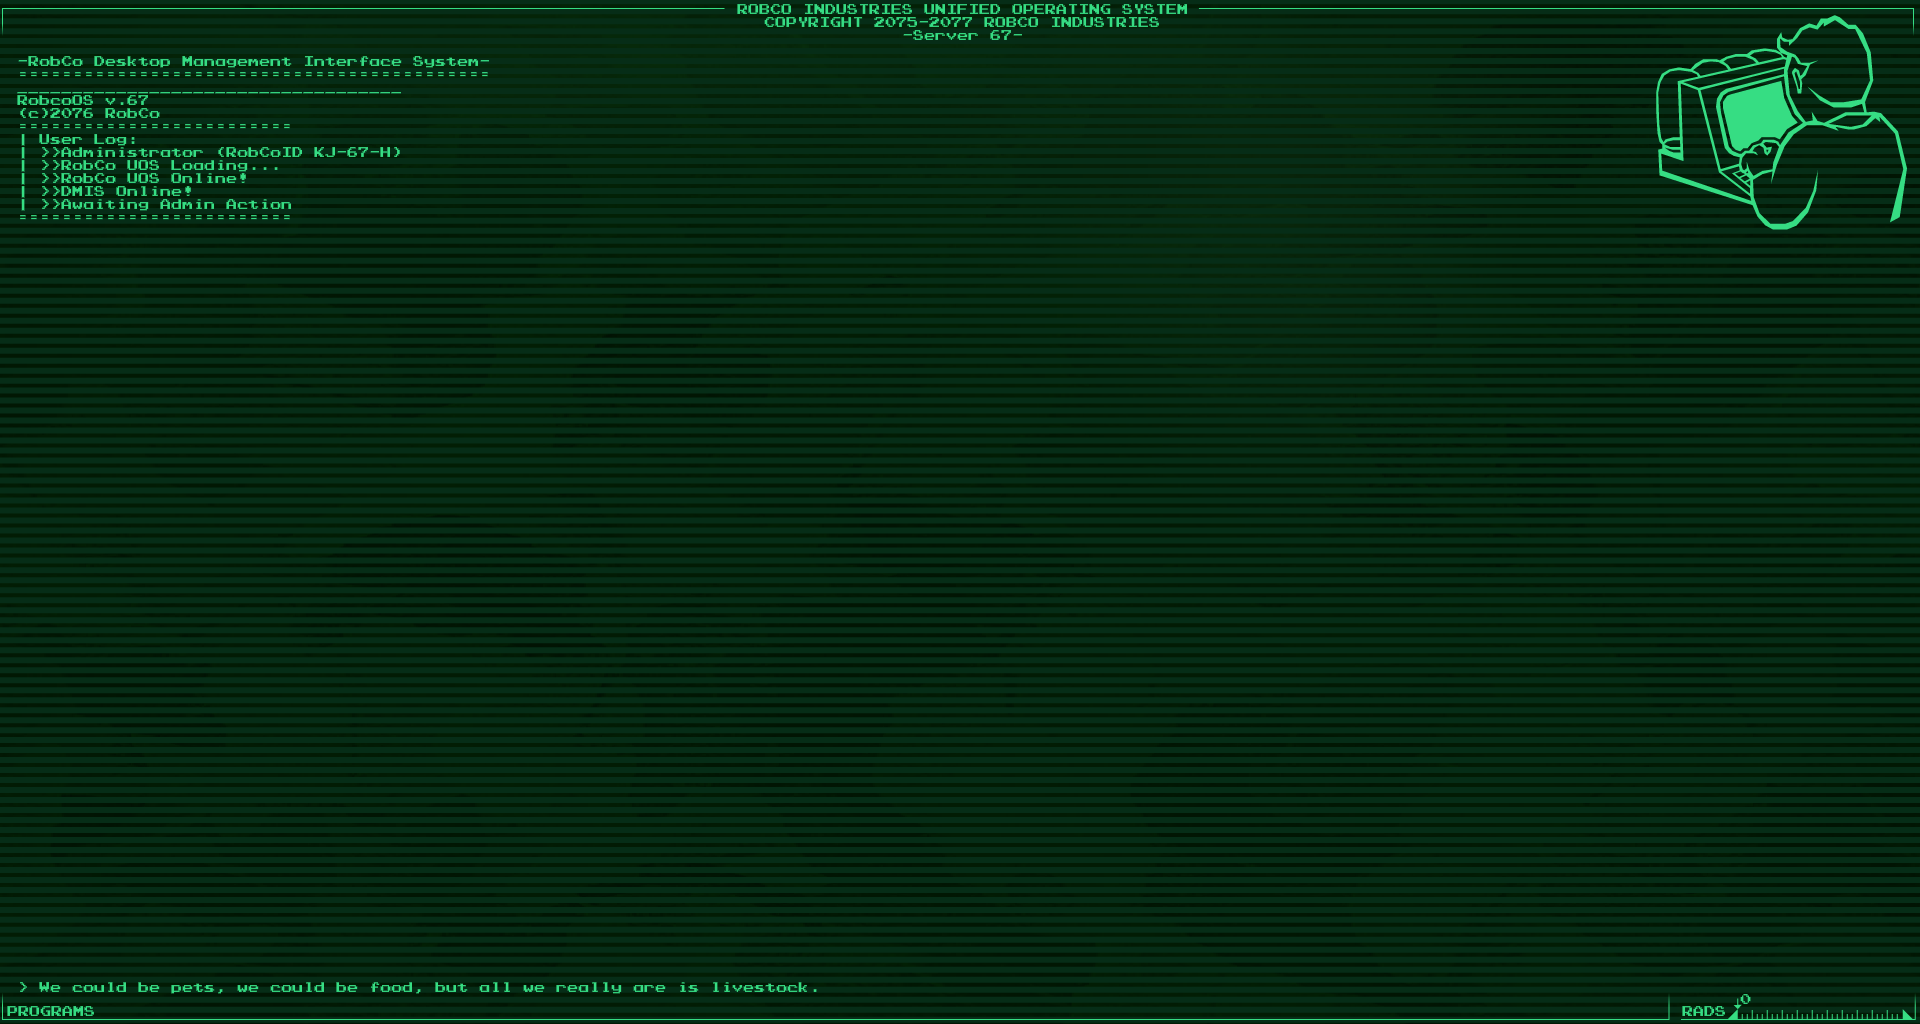 ROBCO INDUSTRIES UNIFIED OPERATING SYSTEM
COPYRIGHT 2075-2077 ROBCO INDUSTRIES
-Server 67-
-RobCo Desktop Management Interface System-
===========================================
___________________________________
RobcoOS v.67
(c)2076 RobCo
=========================
| User Log:
| >>Administrator (RobCoID KJ-67-H)
| >>RobCo UOS Loading...
| >>RobCo UOS Online!
| >>DMIS Online!
| >>Awaiting Admin Action
=========================
> We could be pets, we could be food, but all we really are is livestock.
PROGRAMS
RADS
0